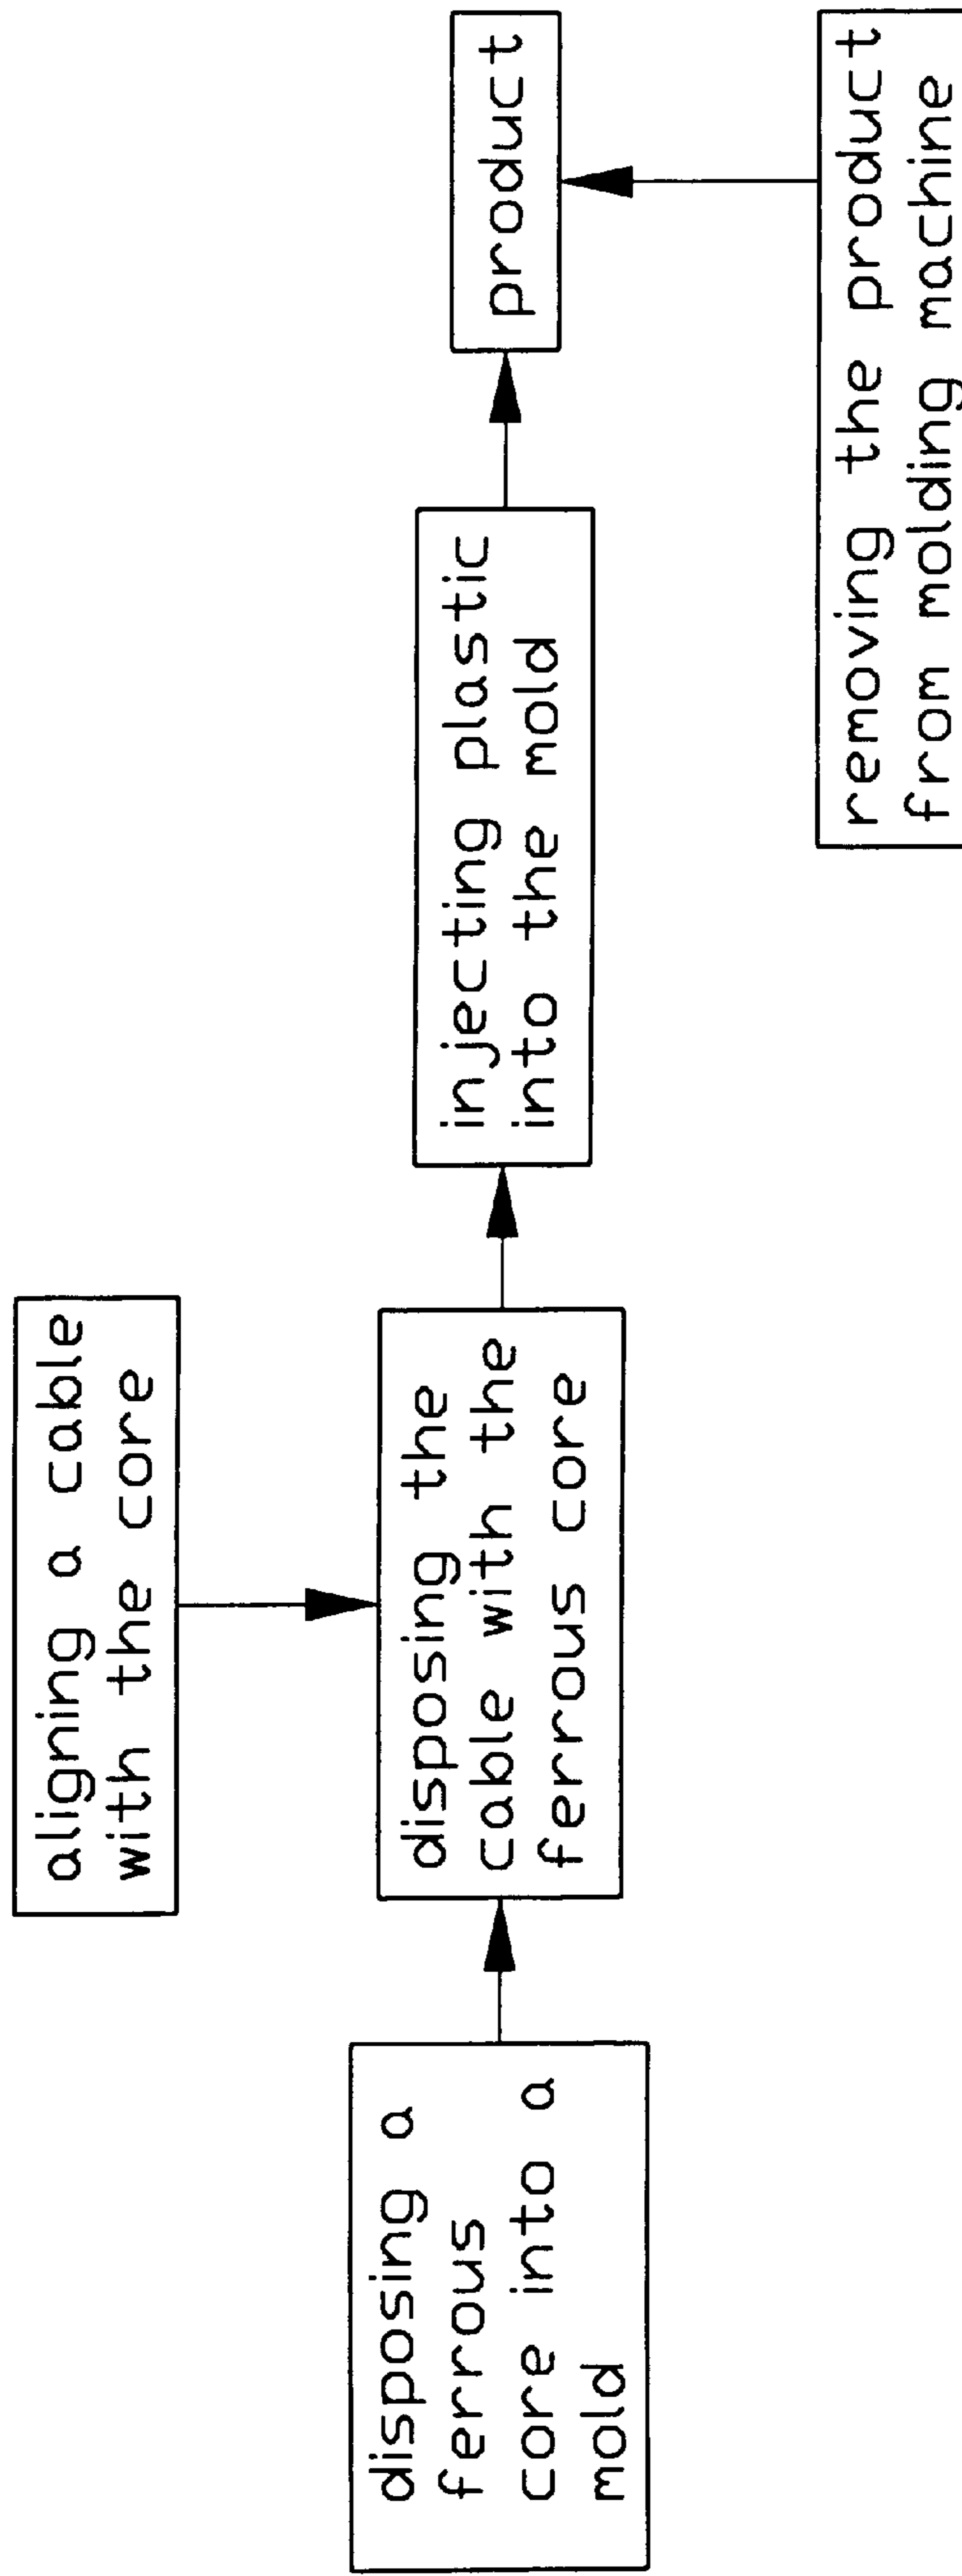 aligning a cable
with the core
disposing a
ferrous
core into a
mold
disposing the
cable with the
ferrous core
injecting plastic
into the mold
product
removing the product
from molding machine